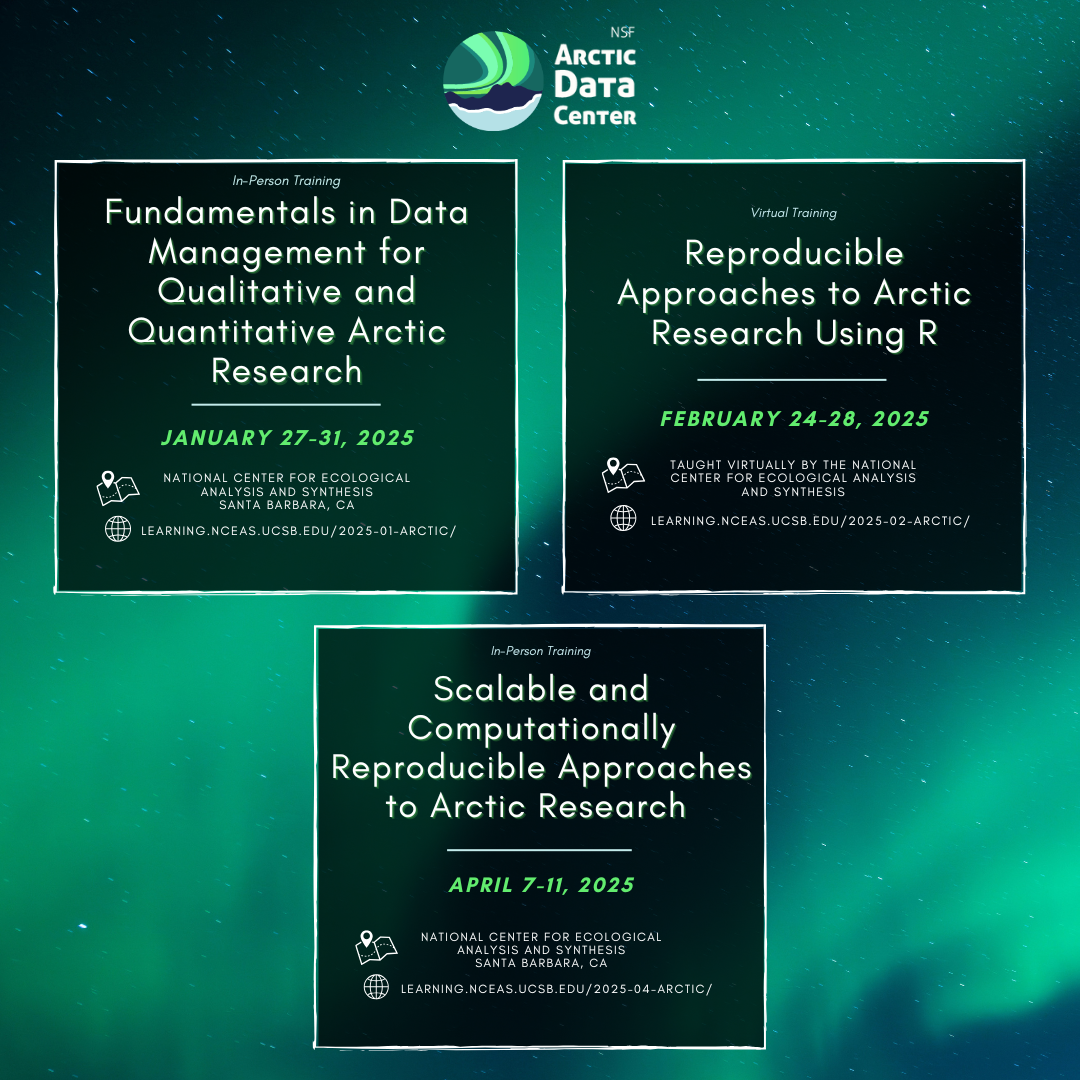 NSF
Arctic
Data
Center
In-Person Training
Fundamentals in Data
Management for
Qualitative and
Quantitative Arctic
Research
JANUARY 27-31, 2025
NATIONAL CENTER FOR ECOLOGICAL
ANALYSIS AND SYNTHESIS
SANTA BARBARA, CA
LEARNING.NCEAS.UCSB.EDU/2025-01-ARCTIC/
Virtual Training
Reproducible
Approaches to Arctic
Research Using R
FEBRUARY 24-28, 2025
TAUGHT VIRTUALLY BY THE NATIONAL
CENTER FOR ECOLOGICAL ANALYSIS
AND SYNTHESIS
LEARNING.NCEAS.UCSB.EDU/2025-02-ARCTIC/
In-Person Training
Scalable and
Computationally
Reproducible Approaches
to Arctic Research
APRIL 7-11, 2025
NATIONAL CENTER FOR ECOLOGICAL
ANALYSIS AND SYNTHESIS
SANTA BARBARA, CA
LEARNING.NCEAS.UCSB.EDU/2025-04-ARCTIC/